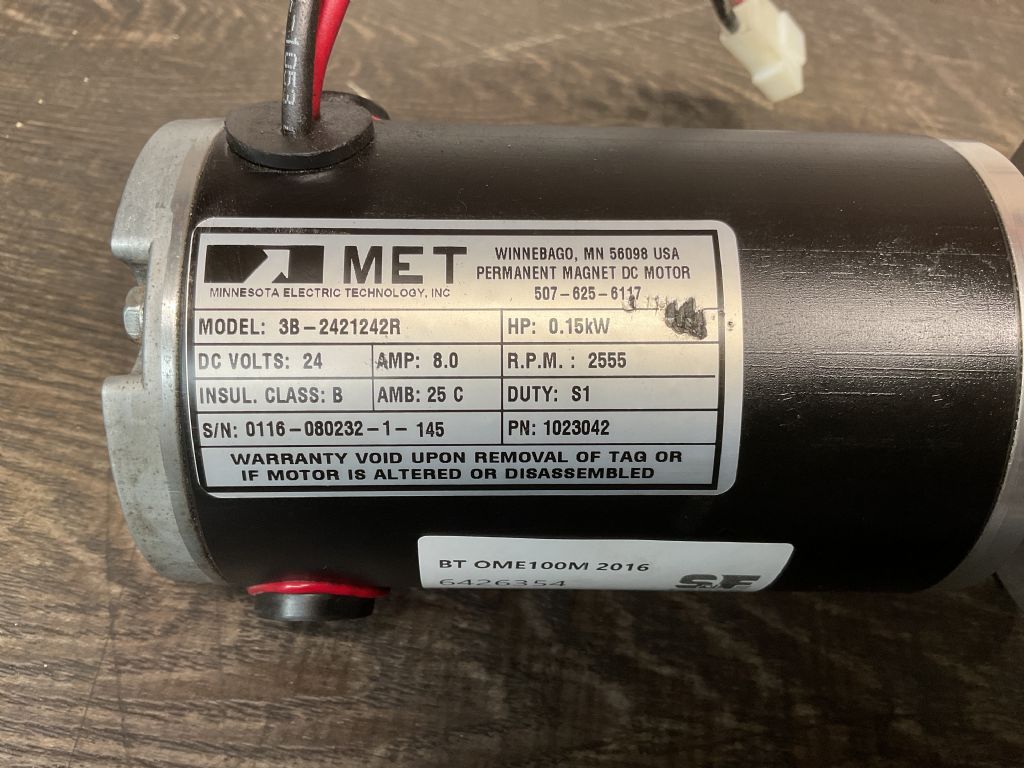 1053
MET
MINNESOTA ELECTRIC TECHNOLOGY, INC
WINNEBAGO, MN 56098 USA
PERMANENT MAGNET DC MOTOR
507-625-6117
MODEL: 3B-2421242R HP: 0.15kW
DC VOLTS: 24 AMP: 8.0 R.P.M. : 2555
INSUL. CLASS: B AMB: 25 C DUTY: S1
S/N: 0116-080232-1-145 PN: 1023042
WARRANTY VOID UPON REMOVAL OF TAG OR
IF MOTOR IS ALTERED OR DISASSEMBLED
BT OME100M 2016
6426354